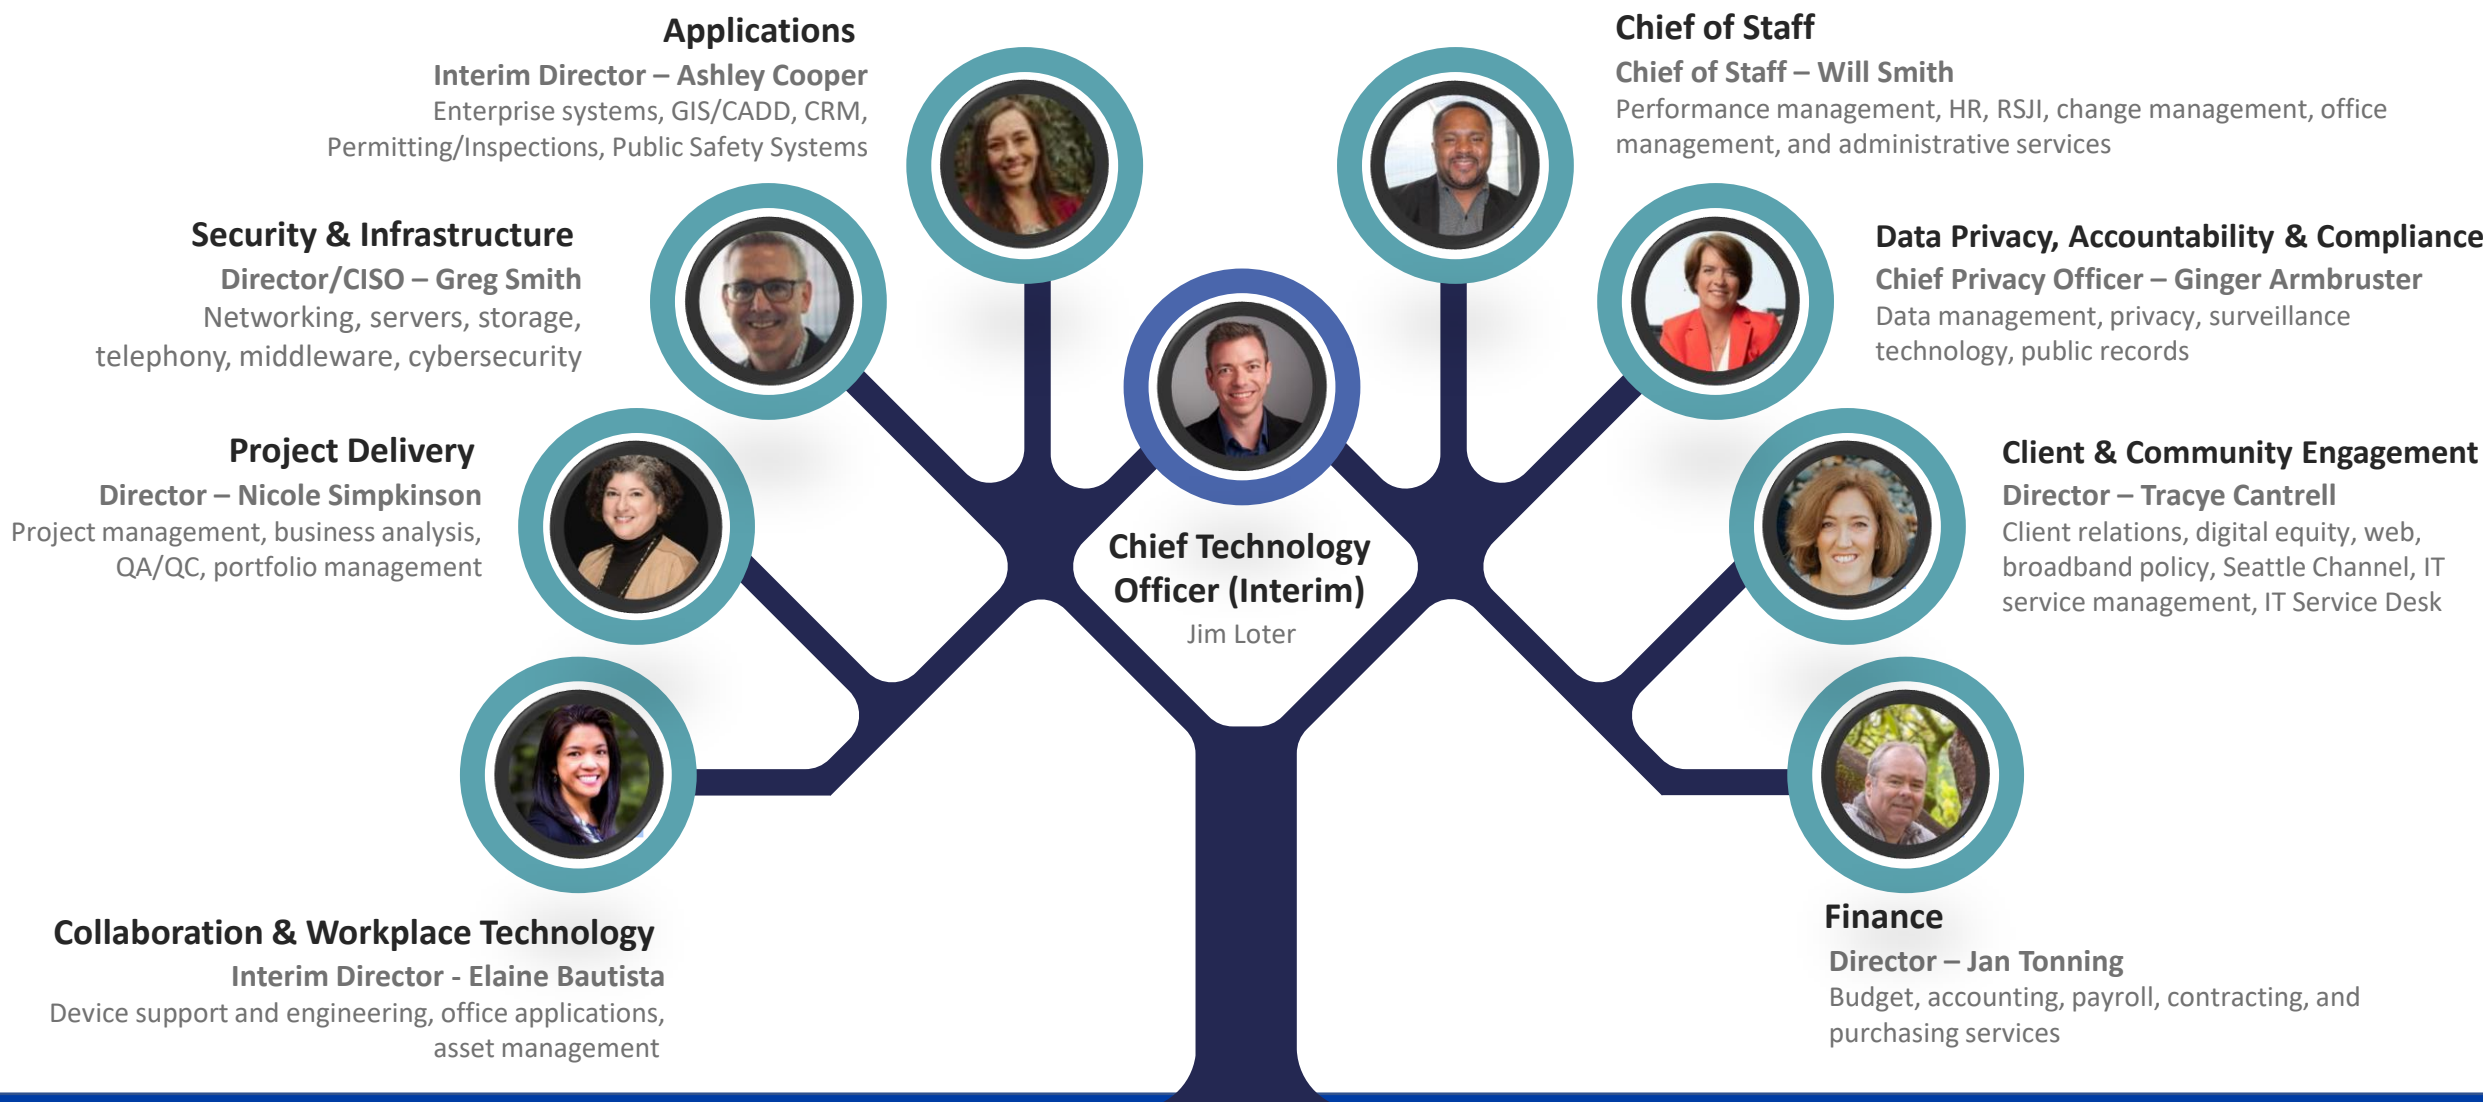 Applications
Interim Director – Ashley Cooper
Enterprise systems, GIS/CADD, CRM,
Permitting/Inspections, Public Safety Systems
Security & Infrastructure
Director/CISO – Greg Smith
Networking, servers, storage,
telephony, middleware, cybersecurity
Project Delivery
Director – Nicole Simpkinson
Project management, business analysis,
QA/QC, portfolio management
Collaboration & Workplace Technology
Interim Director - Elaine Bautista
Device support and engineering, office applications,
asset management
Chief Technology
Officer (Interim)
Jim Loter
Chief of Staff
Chief of Staff – Will Smith
Performance management, HR, RSJI, change management, office
management, and administrative services
Data Privacy, Accountability & Compliance
Chief Privacy Officer – Ginger Armbruster
Data management, privacy, surveillance
technology, public records
Client & Community Engagement
Director – Tracye Cantrell
Client relations, digital equity, web,
broadband policy, Seattle Channel, IT
service management, IT Service Desk
Finance
Director – Jan Tonning
Budget, accounting, payroll, contracting, and
purchasing services